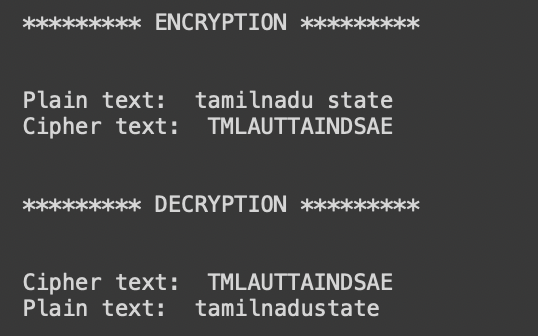 ********* ENCRYPTION *********
Plain text:  tamilnadu state
Cipher text:  TMLAUTTAINDSAE
********* DECRYPTION *********
Cipher text:  TMLAUTTAINDSAE
Plain text:  tamilnadustate